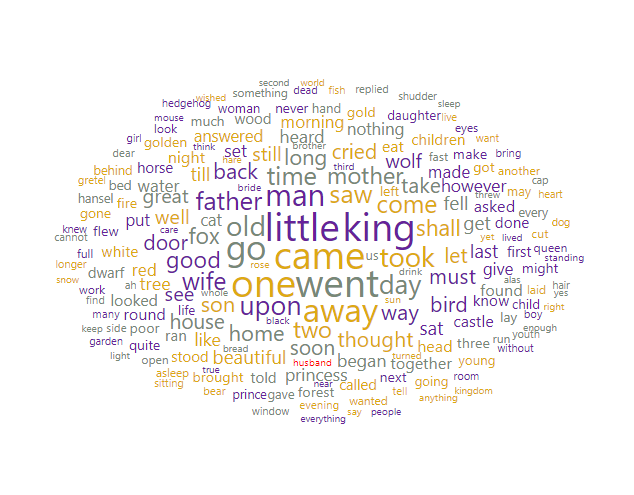 second world
wished something dead fish replied shudder
hedgehog woman never hand gold daughter sleep
mouse much wood morning nothing live
look answered heard children eyes
girl golden think set still brother cried eat want
dear night hare long wolf fast make bring
behind horse till back time third mother made got another
gretel bed water bride father man saw left take however may cap
hansel fire great come fell asked every heart
gone put well cat old little king shall get done dog
knew flew care fox go yet lived cut
cannot door us last first queen
full white good rose came took let standing
longer dwarf red wife whole one went day drink must give might
snow ah tree see sun found alas hair
work looked life son upon away way bird know child yes
find round black castle lay boy right
many house home two thought sat enough
keep side poor ran like soon head three run youth
garden quite bread turned without
light open stood beautiful husband began together young
true told princess near called going next room
asleep brought prince gave forest wanted tell kingdom
sitting bear evening say people anything
window everything